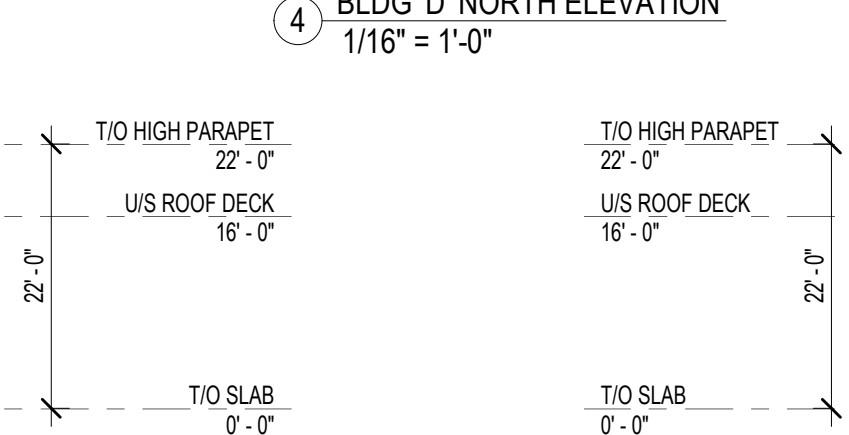 4
BLDG 'D' NORTH ELEVATION
1/16" = 1'-0"
T/O HIGH PARAPET
22' - 0"
U/S ROOF DECK
16' - 0"
22' - 0"
T/O SLAB
0' - 0"
T/O HIGH PARAPET
22' - 0"
U/S ROOF DECK
16' - 0"
22' - 0"
T/O SLAB
0' - 0"